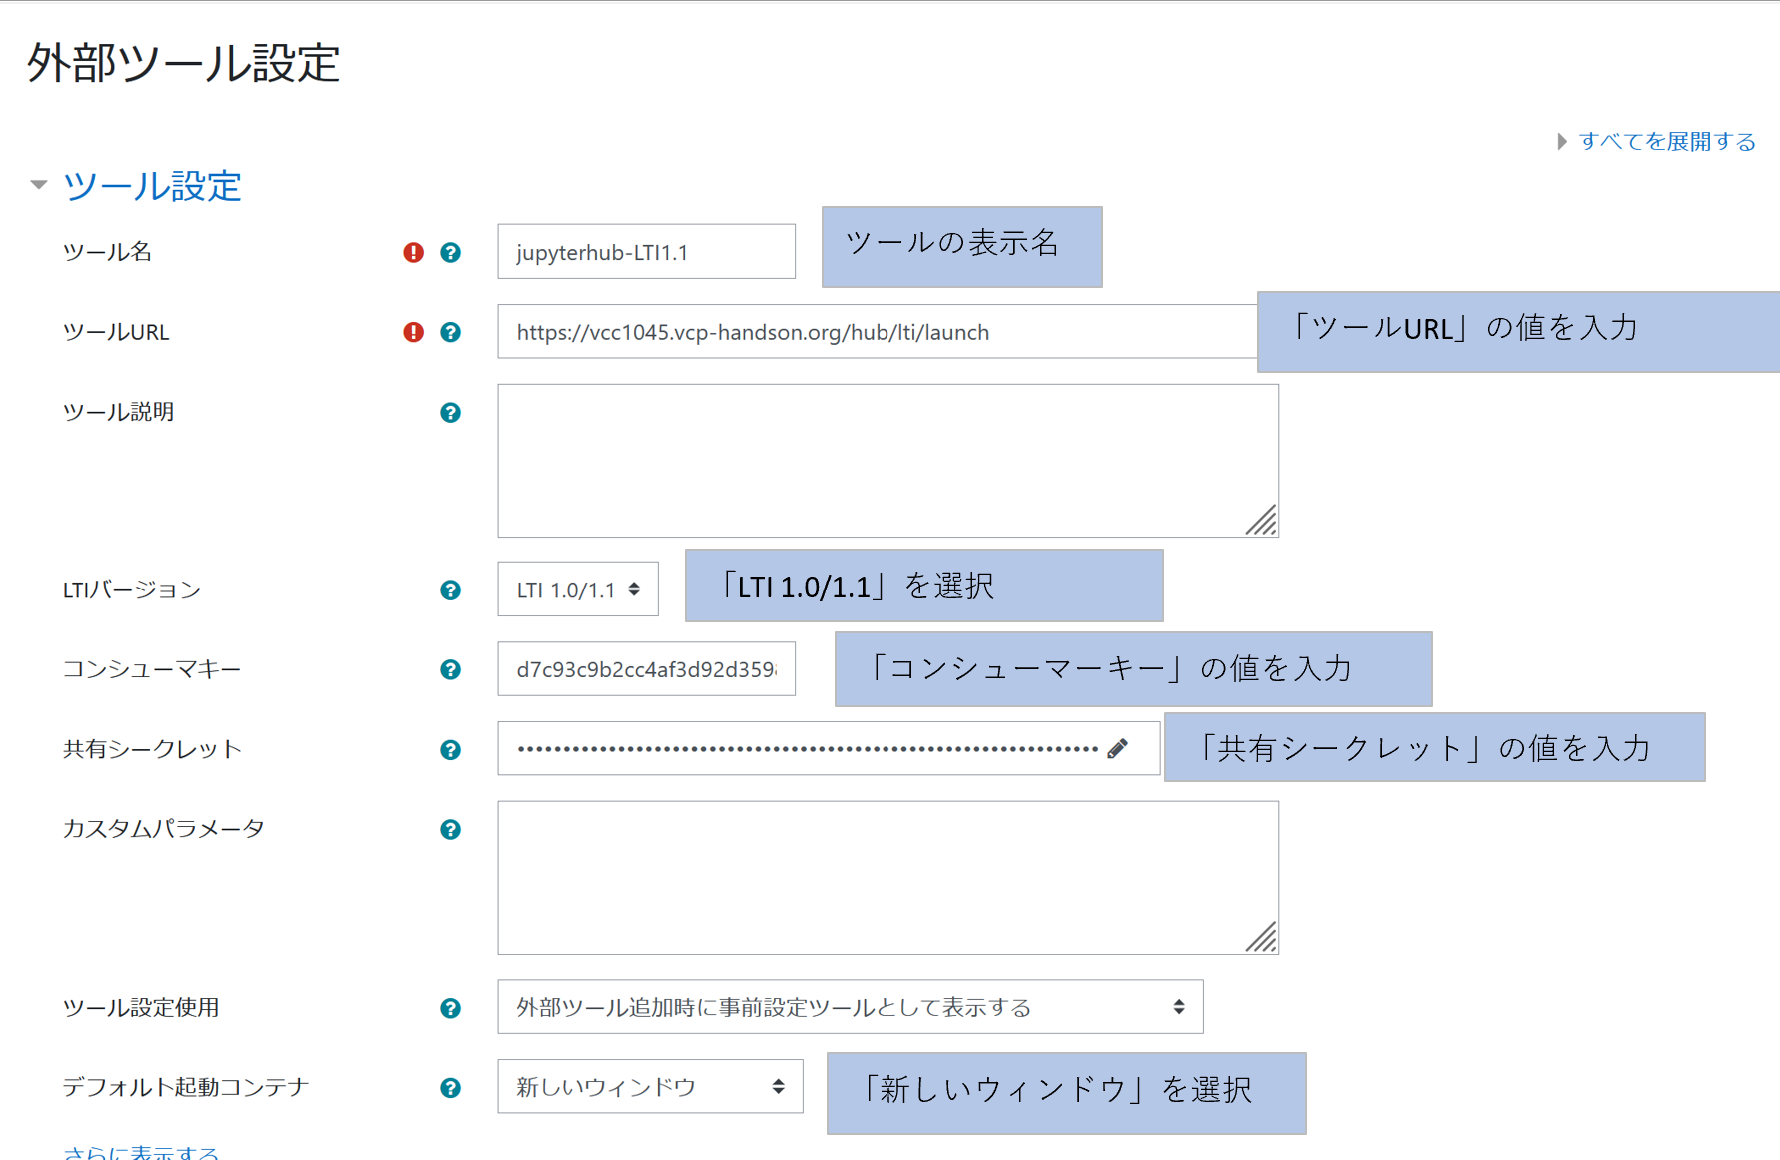 外部ツール設定
すべてを展開する
ツール設定
ツール名
jupyterhub-LTI1.1
ツールの表示名
ツールURL
https://vcc1045.vcp-handson.org/hub/lti/launch
「ツールURL」の値を入力
ツール説明
LTIバージョン
LTI 1.0/1.1
「LTI 1.0/1.1」を選択
コンシューマキー
d7c93c9b2cc4af3d92d359
「コンシューマーキー」の値を入力
共有シークレット
「共有シークレット」の値を入力
カスタムパラメータ
ツール設定使用
外部ツール追加時に事前設定ツールとして表示する
デフォルト起動コンテナ
新しいウィンドウ
「新しいウィンドウ」を選択
さらに表示する